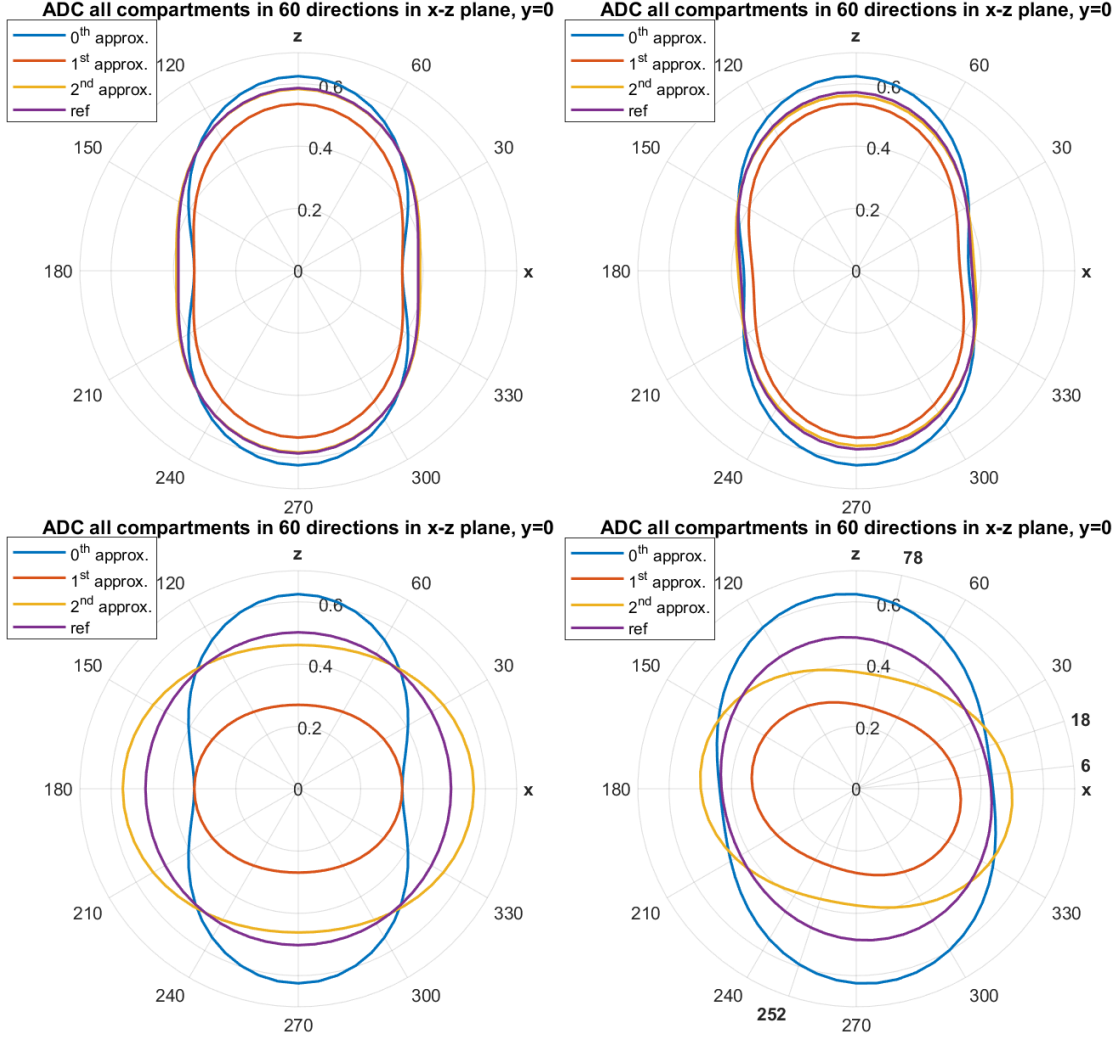 ADC all compartments in 60 directions in x-z plane, y=0
0th approx.
1st approx.
2nd approx.
ref
z
120
60
0.6
150
30
0.4
0.2
180
0
x
210
330
240
300
270
ADC all compartments in 60 directions in x-z plane, y=0
0th approx.
1st approx.
2nd approx.
ref
z
120
60
0.6
150
30
0.4
0.2
180
0
x
210
330
240
300
270
ADC all compartments in 60 directions in x-z plane, y=0
0th approx.
1st approx.
2nd approx.
ref
z
120
60
0.6
150
30
0.4
0.2
180
0
x
210
330
240
300
270
ADC all compartments in 60 directions in x-z plane, y=0
0th approx.
1st approx.
2nd approx.
ref
z
78
120
60
0.6
150
30
0.4
18
0.2
6
180
0
x
210
330
240
300
252
270